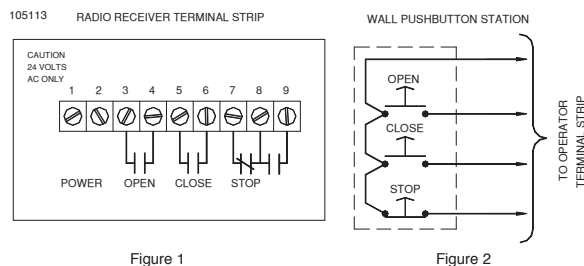 105113
RADIO RECEIVER TERMINAL STRIP
CAUTION
24 VOLTS
AC ONLY
1 2 3 4 5 6 7 8 9
POWER OPEN CLOSE STOP
Figure 1
WALL PUSHBUTTON STATION
OPEN
CLOSE
STOP
TO OPERATOR
TERMINAL STRIP
Figure 2